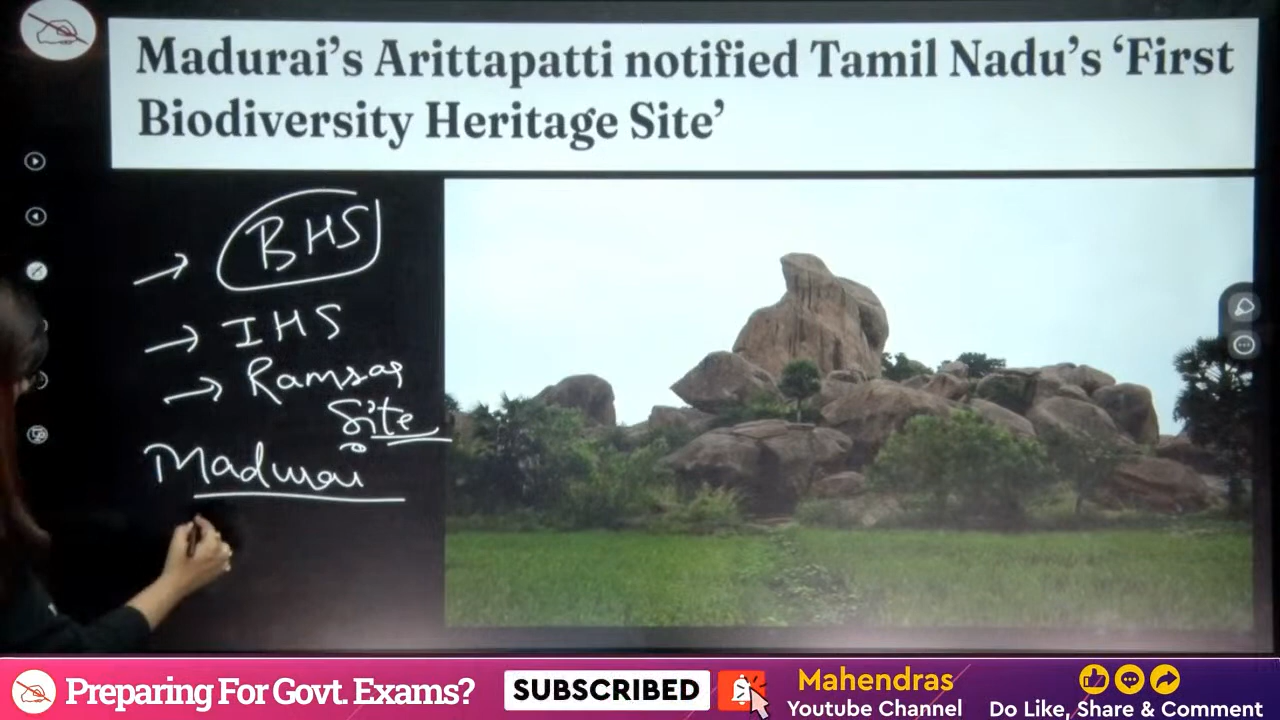 Madurai's Arittapatti notified Tamil Nadu's 'First
Biodiversity Heritage Site'
→ BHS
→ IHS
→ Ramsar
Site
Madurai
Preparing For Govt. Exams?
SUBSCRIBED
Mahendras
Youtube Channel
Do Like, Share & Comment